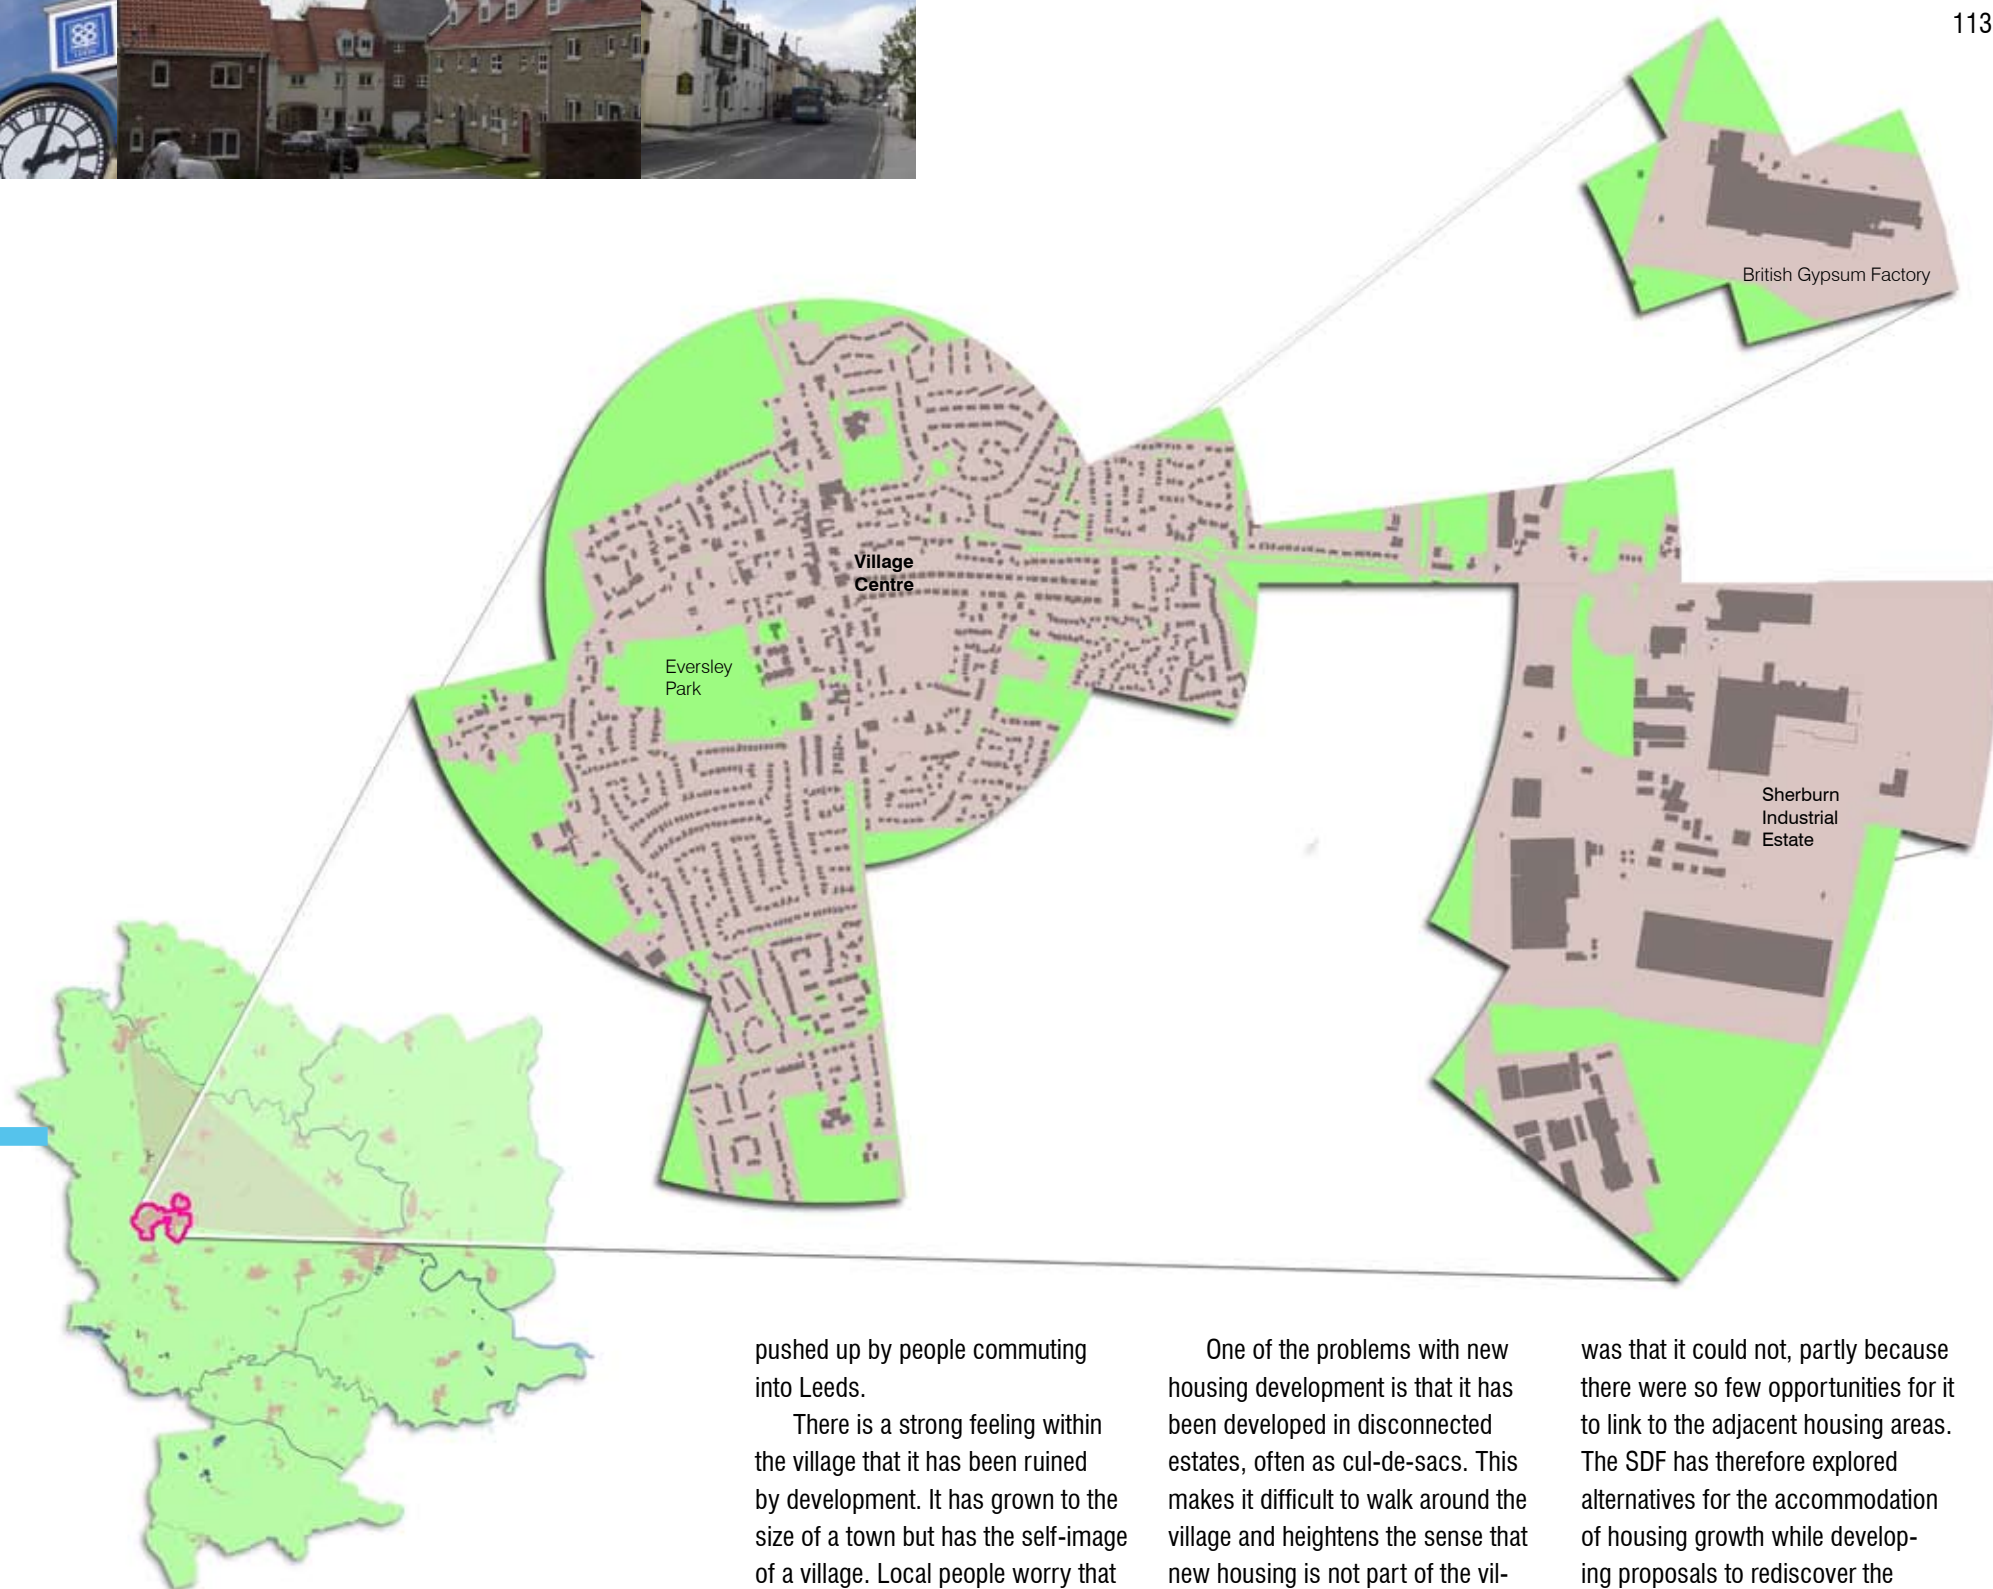 113
British Gypsum Factory
Village
Centre
Eversley
Park
Sherburn
Industrial
Estate
pushed up by people commuting
into Leeds.
There is a strong feeling within
the village that it has been ruined
by development. It has grown to the
size of a town but has the self-image
of a village. Local people worry that
One of the problems with new
housing development is that it has
been developed in disconnected
estates, often as cul-de-sacs. This
makes it difficult to walk around the
village and heightens the sense that
new housing is not part of the vil-
was that it could not, partly because
there were so few opportunities for it
to link to the adjacent housing areas.
The SDF has therefore explored
alternatives for the accommodation
of housing growth while develop-
ing proposals to rediscover the